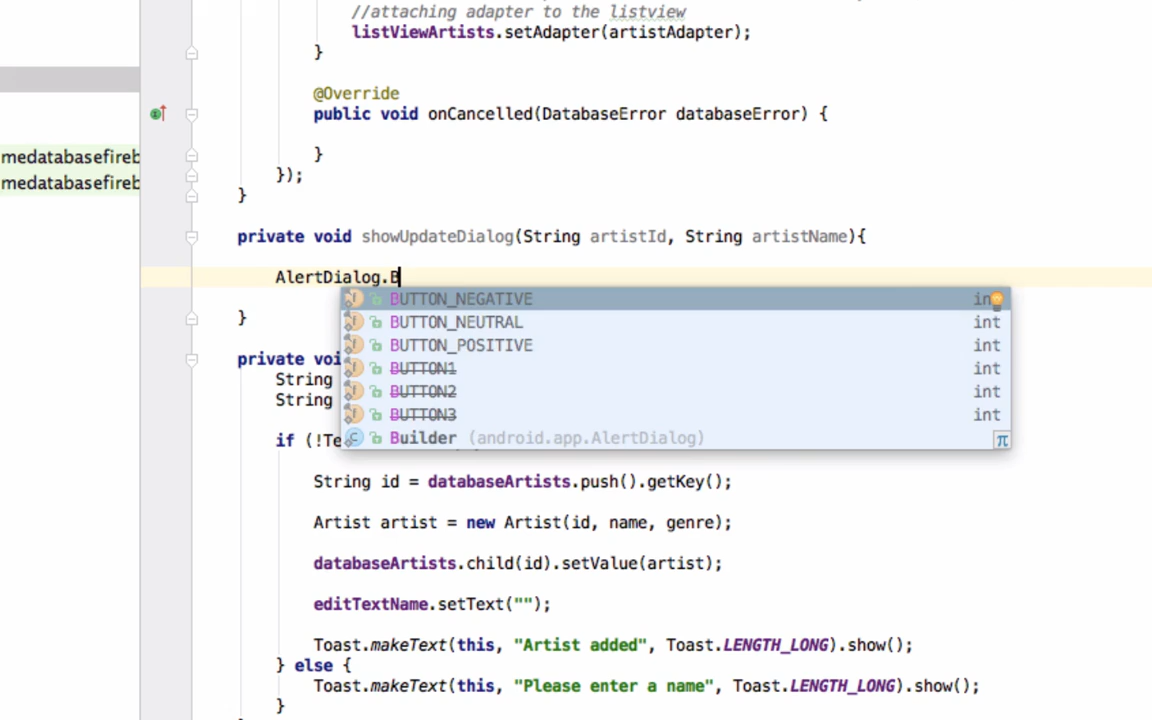 //attaching adapter to the listview
listViewArtists.setAdapter(artistAdapter);
}
@Override
public void onCancelled(DatabaseError databaseError) {
}
medatabasefireb
medatabasefireb
});
}
private void showUpdateDialog(String artistId, String artistName){
AlertDialog.B
BUTTON_NEGATIVE int
BUTTON_NEUTRAL int
BUTTON_POSITIVE int
BUTTON1 int
BUTTON2 int
BUTTON3 int
Builder (android.app.AlertDialog) π
}
private voi
String
String
if (!Te
String id = databaseArtists.push().getKey();
Artist artist = new Artist(id, name, genre);
databaseArtists.child(id).setValue(artist);
editTextName.setText("");
Toast.makeText(this, "Artist added", Toast.LENGTH_LONG).show();
} else {
Toast.makeText(this, "Please enter a name", Toast.LENGTH_LONG).show();
}